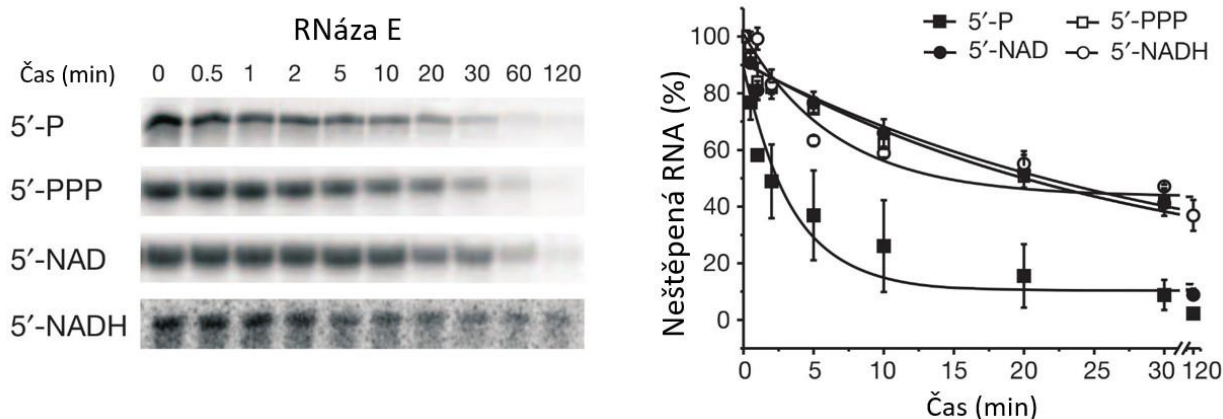 RNáza E
Čas (min) 0 0.5 1 2 5 10 20 30 60 120
5′-P
5′-PPP
5′-NAD
5′-NADH
5′-P 5′-PPP
5′-NAD 5′-NADH
Neštěpená RNA (%)
100
80
60
40
20
0
0 5 10 15 20 25 30 120
Čas (min)